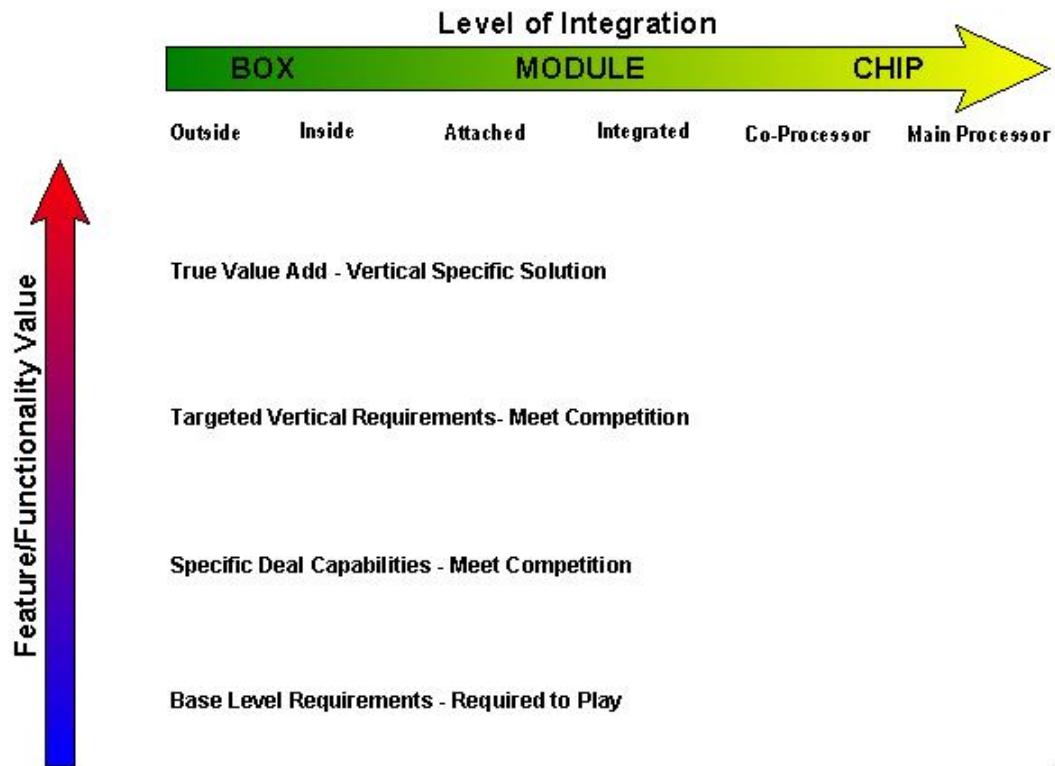 Level of Integration
BOX MODULE CHIP
Outside Inside Attached Integrated Co-Processor Main Processor
Feature/Functionality Value
True Value Add - Vertical Specific Solution
Targeted Vertical Requirements- Meet Competition
Specific Deal Capabilities - Meet Competition
Base Level Requirements - Required to Play